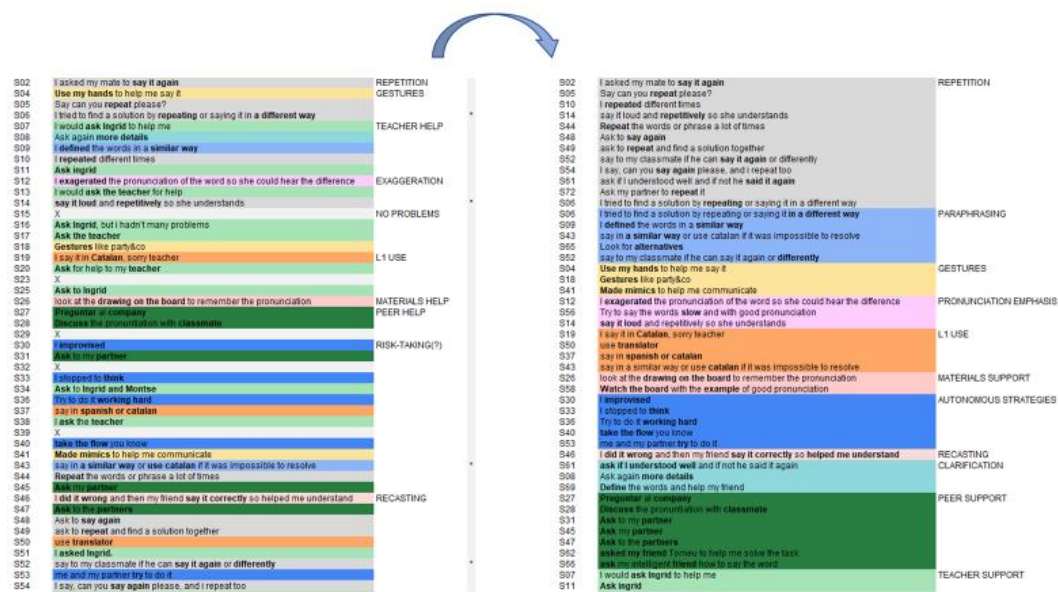 S02 I asked my mate to say it again REPETITION
S04 Use my hands to help me say it GESTURES
S05 Say can you repeat please?
S06 I tried to find a solution by repeating or saying it in a different way *
S07 I would ask Ingrid to help me TEACHER HELP
S08 Ask again more details
S09 I defined the words in a similar way
S10 I repeated different times
S11 Ask ingrid
S12 I exagerated the pronunciation of the word so she could hear the difference EXAGGERATION
S13 I would ask the teacher for help
S14 say it loud and repetitively so she understands *
S15 X NO PROBLEMS
S16 Ask Ingrid, but i hadn't many problems
S17 Ask the teacher
S18 Gestures like party&co
S19 I say it in Catalan, sorry teacher L1 USE
S20 Ask for help to my teacher
S23 X
S25 Ask to Ingrid
S26 look at the drawing on the board to remember the pronunciation MATERIALS HELP
S27 Preguntar al company PEER HELP
S28 Discuss the pronuntiation with classmate
S29 X
S30 I improvised RISK-TAKING(?)
S31 Ask to my partner
S32 X
S33 I stopped to think
S34 Ask to Ingrid and Montse
S36 Try to do it working hard
S37 say in spanish or catalan
S38 I ask the teacher
S39 X
S40 take the flow you know
S41 Made mimics to help me communicate
S43 say in a similar way or use catalan if it was impossible to resolve *
S44 Repeat the words or phrase a lot of times
S45 Ask my partner
S46 I did it wrong and then my friend say it correctly so helped me understand RECASTING
S47 Ask to the partners
S48 Ask to say again
S49 ask to repeat and find a solution together
S50 use translator
S51 I asked Ingrid.
S52 say to my classmate if he can say it again or differently *
S53 me and my partner try to do it
S54 I say, can you say again please, and i repeat too
S02 I asked my mate to say it again REPETITION
S05 Say can you repeat please?
S10 I repeated different times
S14 say it loud and repetitively so she understands
S44 Repeat the words or phrase a lot of times
S48 Ask to say again
S49 ask to repeat and find a solution together
S52 say to my classmate if he can say it again or differently
S54 I say, can you say again please, and i repeat too
S61 ask if I understood well and if not he said it again
S72 Ask my partner to repeat it
S06 I tried to find a solution by repeating or saying it in a different way
S06 I tried to find a solution by repeating or saying it in a different way PARAPHRASING
S09 I defined the words in a similar way
S43 say in a similar way or use catalan if it was impossible to resolve
S65 Look for alternatives
S52 say to my classmate if he can say it again or differently
S04 Use my hands to help me say it GESTURES
S18 Gestures like party&co
S41 Made mimics to help me communicate
S12 I exagerated the pronunciation of the word so she could hear the difference PRONUNCIATION EMPHASIS
S56 Try to say the words slow and with good pronunciation
S14 say it loud and repetitively so she understands
S19 I say it in Catalan, sorry teacher L1 USE
S50 use translator
S37 say in spanish or catalan
S43 say in a similar way or use catalan if it was impossible to resolve
S26 look at the drawing on the board to remember the pronunciation MATERIALS SUPPORT
S58 Watch the board with the example of good pronunciation
S30 I improvised AUTONOMOUS STRATEGIES
S33 I stopped to think
S36 Try to do it working hard
S40 take the flow you know
S53 me and my partner try to do it
S46 I did it wrong and then my friend say it correctly so helped me understand RECASTING
S61 ask if I understood well and if not he said it again CLARIFICATION
S08 Ask again more details
S69 Define the words and help my friend
S27 Preguntar al company PEER SUPPORT
S28 Discuss the pronuntiation with classmate
S31 Ask to my partner
S45 Ask my partner
S47 Ask to the partners
S62 asked my friend Tomeu to help me solve the task
S66 ask my intelligent friend how to say the word
S07 I would ask Ingrid to help me TEACHER SUPPORT
S11 Ask ingrid